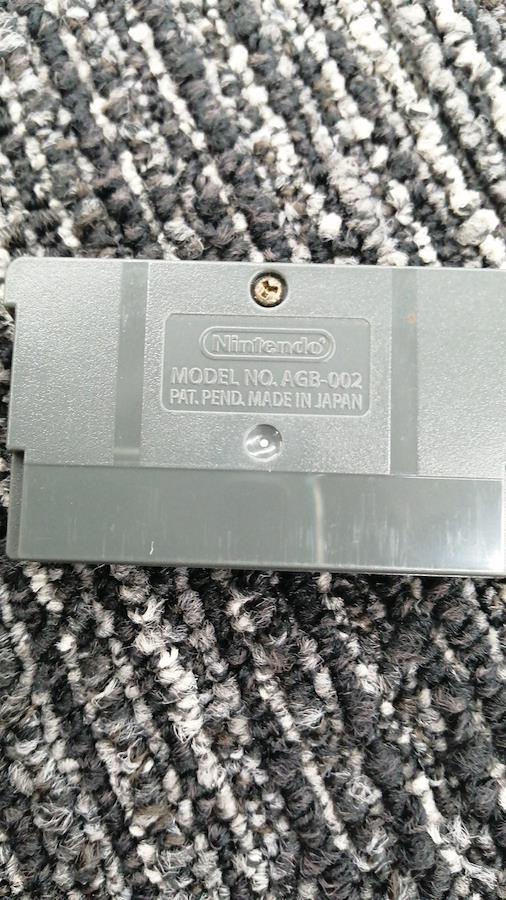 Nintendo®
MODEL NO. AGB-002
PAT. PEND. MADE IN JAPAN